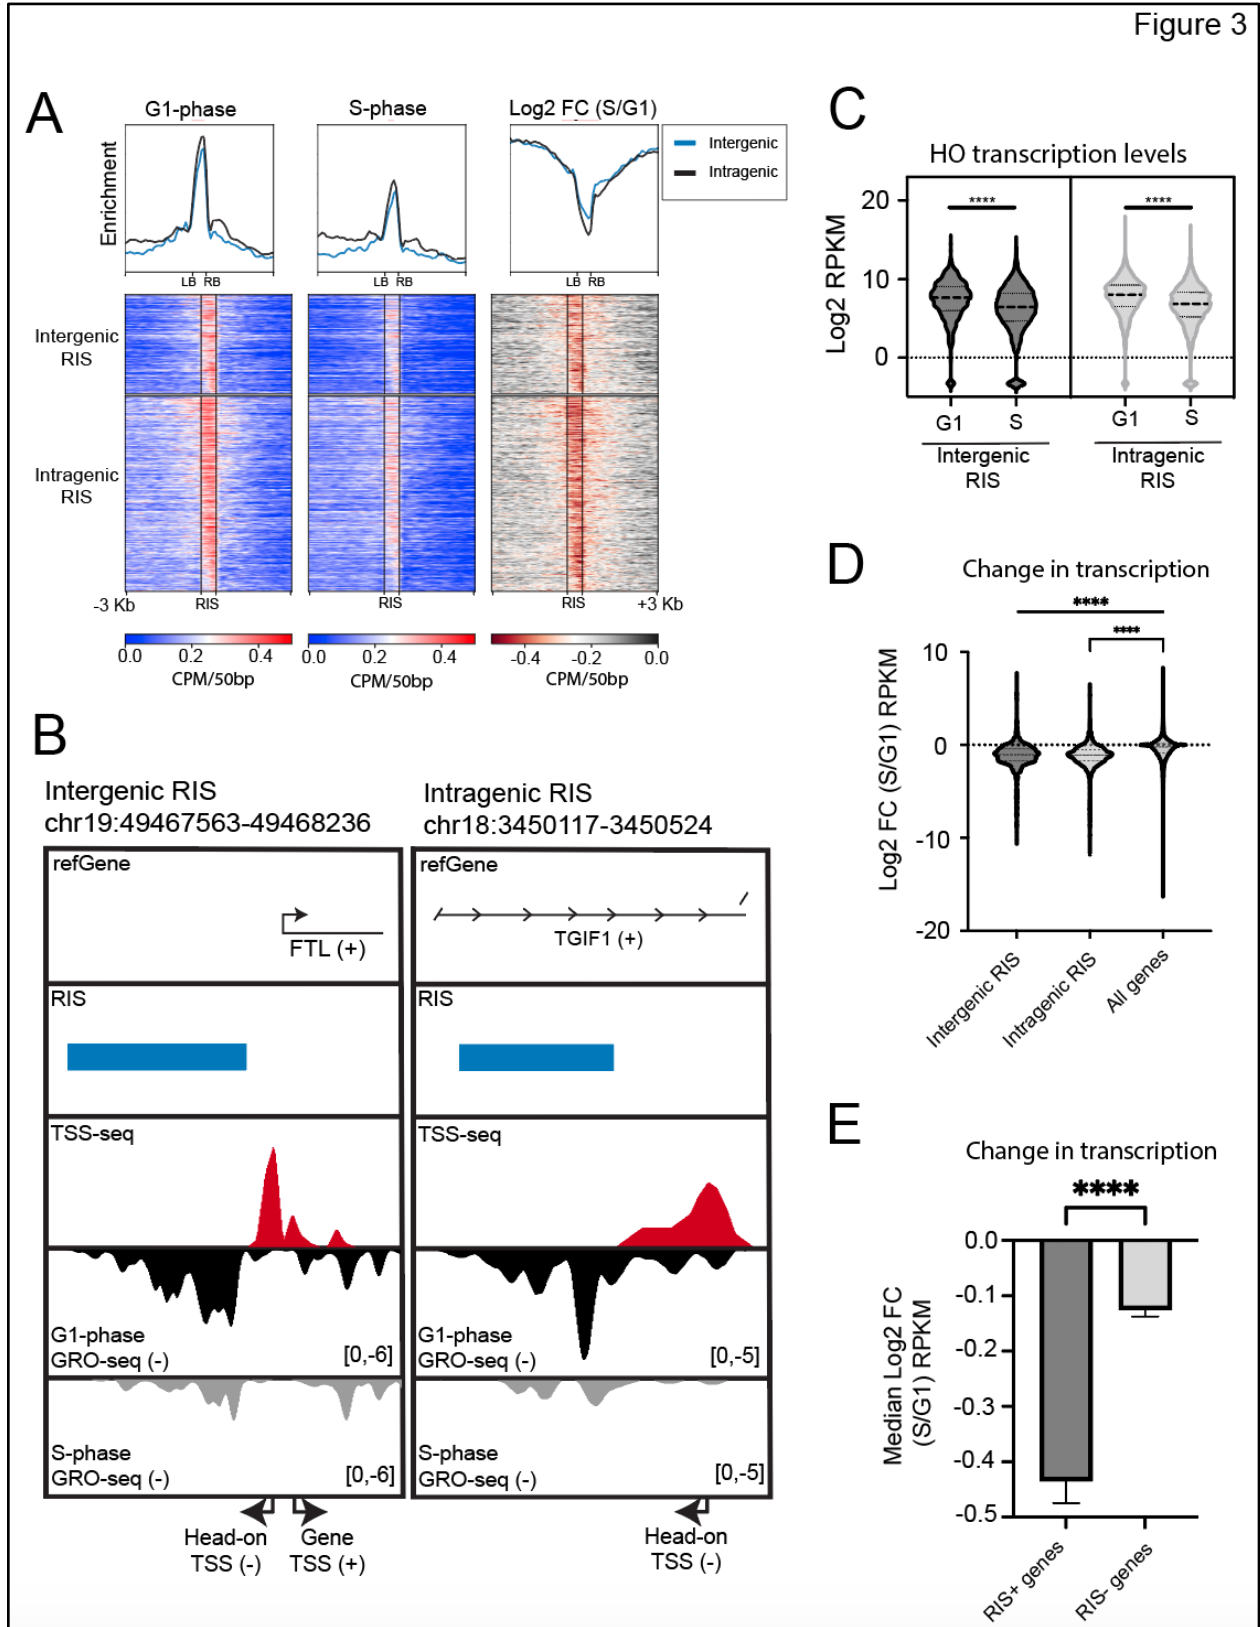 Figure 3
A
G1-phase
S-phase
Log2 FC (S/G1)
Enrichment
Intergenic
Intragenic
LB RB
LB RB
LB RB
Intergenic
RIS
Intragenic
RIS
-3 Kb
RIS
RIS
RIS
+3 Kb
0.0 0.2 0.4
CPM/50bp
0.0 0.2 0.4
CPM/50bp
-0.4 -0.2 0.0
CPM/50bp
B
Intergenic RIS
chr19:49467563-49468236
refGene
FTL (+)
RIS
TSS-seq
G1-phase
GRO-seq (-) [0,-6]
S-phase
GRO-seq (-) [0,-6]
Head-on
TSS (-)
Gene
TSS (+)
Intragenic RIS
chr18:3450117-3450524
refGene
TGIF1 (+)
RIS
TSS-seq
G1-phase
GRO-seq (-) [0,-5]
S-phase
GRO-seq (-) [0,-5]
Head-on
TSS (-)
C
HO transcription levels
Log2 RPKM
20
10
0
****
****
G1 S
Intergenic
RIS
G1 S
Intragenic
RIS
D
Change in transcription
****
****
Log2 FC (S/G1) RPKM
10
0
-10
-20
Intergenic RIS
Intragenic RIS
All genes
E
Change in transcription
****
Median Log2 FC
(S/G1) RPKM
0.0
-0.1
-0.2
-0.3
-0.4
-0.5
RIS+ genes
RIS- genes